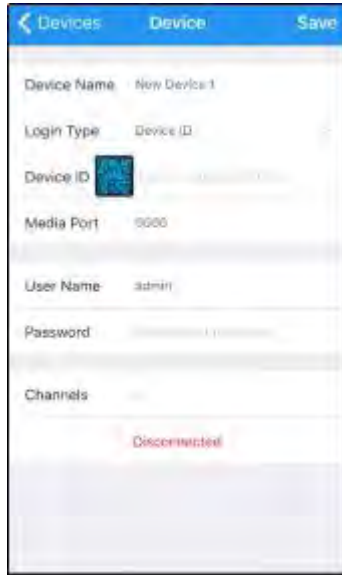 Devices Device Save
Device Name New Device 1
Login Type Device ID
Device ID
Media Port
User Name admin
Password
Channels
Disconnected